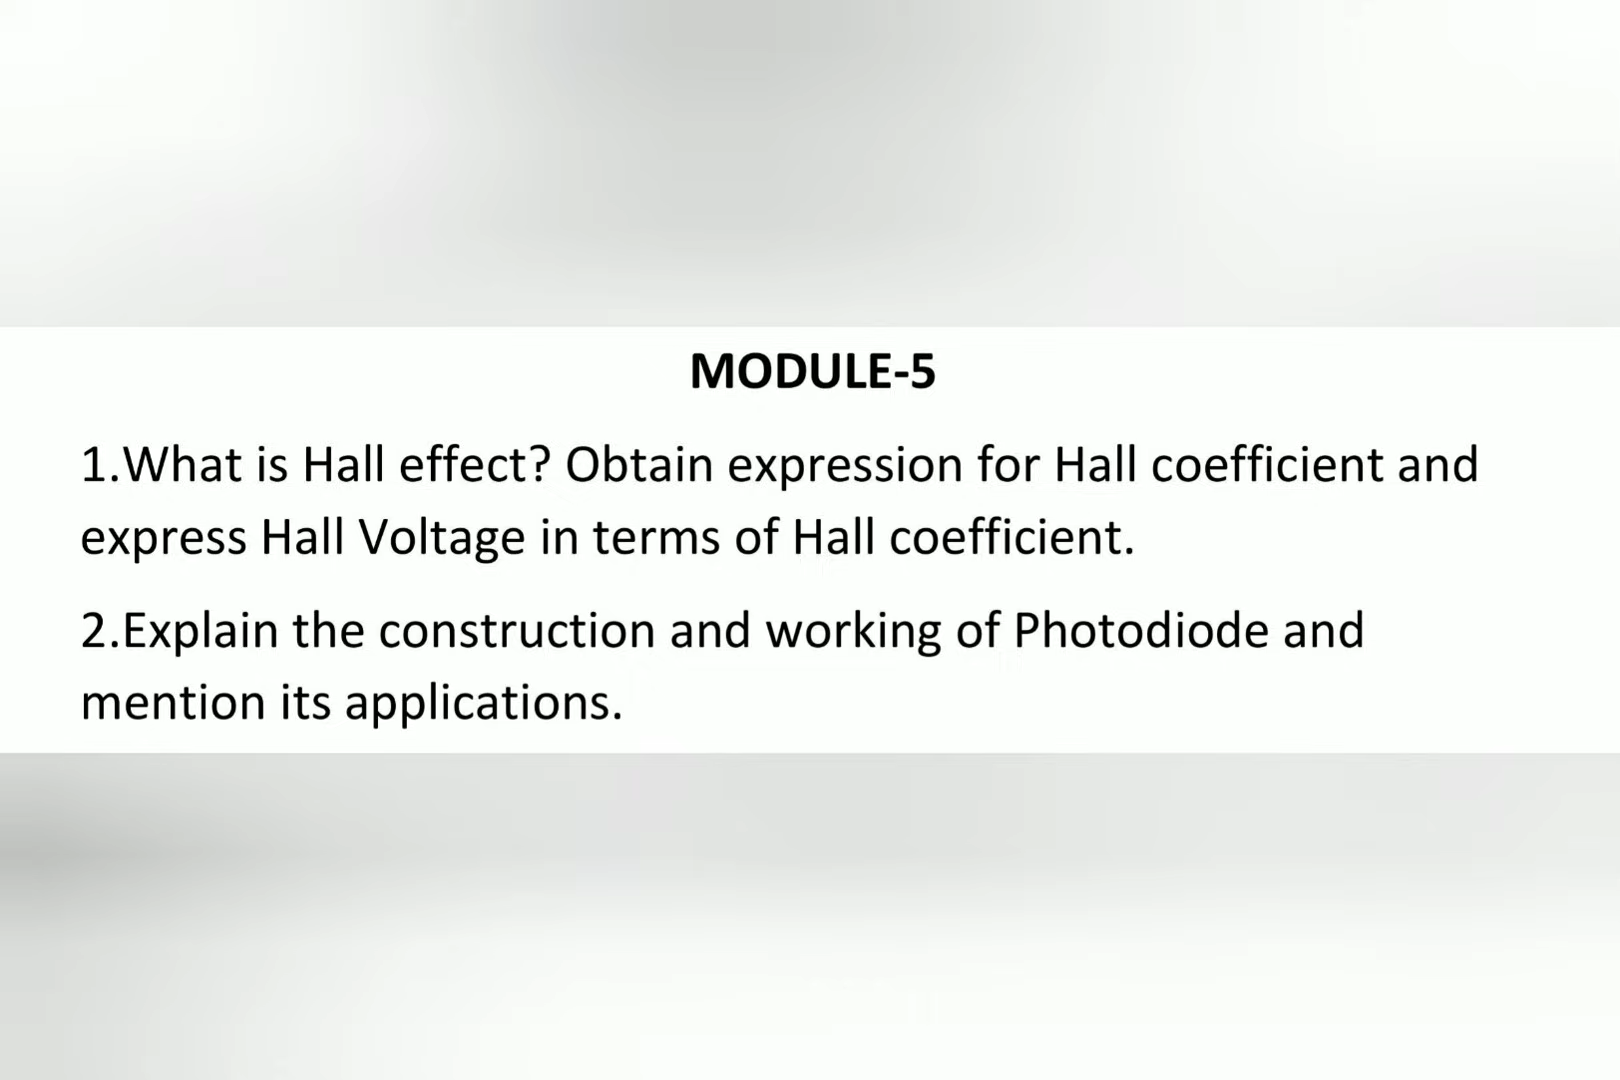 MODULE-5
1.What is Hall effect? Obtain expression for Hall coefficient and
express Hall Voltage in terms of Hall coefficient.
2.Explain the construction and working of Photodiode and
mention its applications.